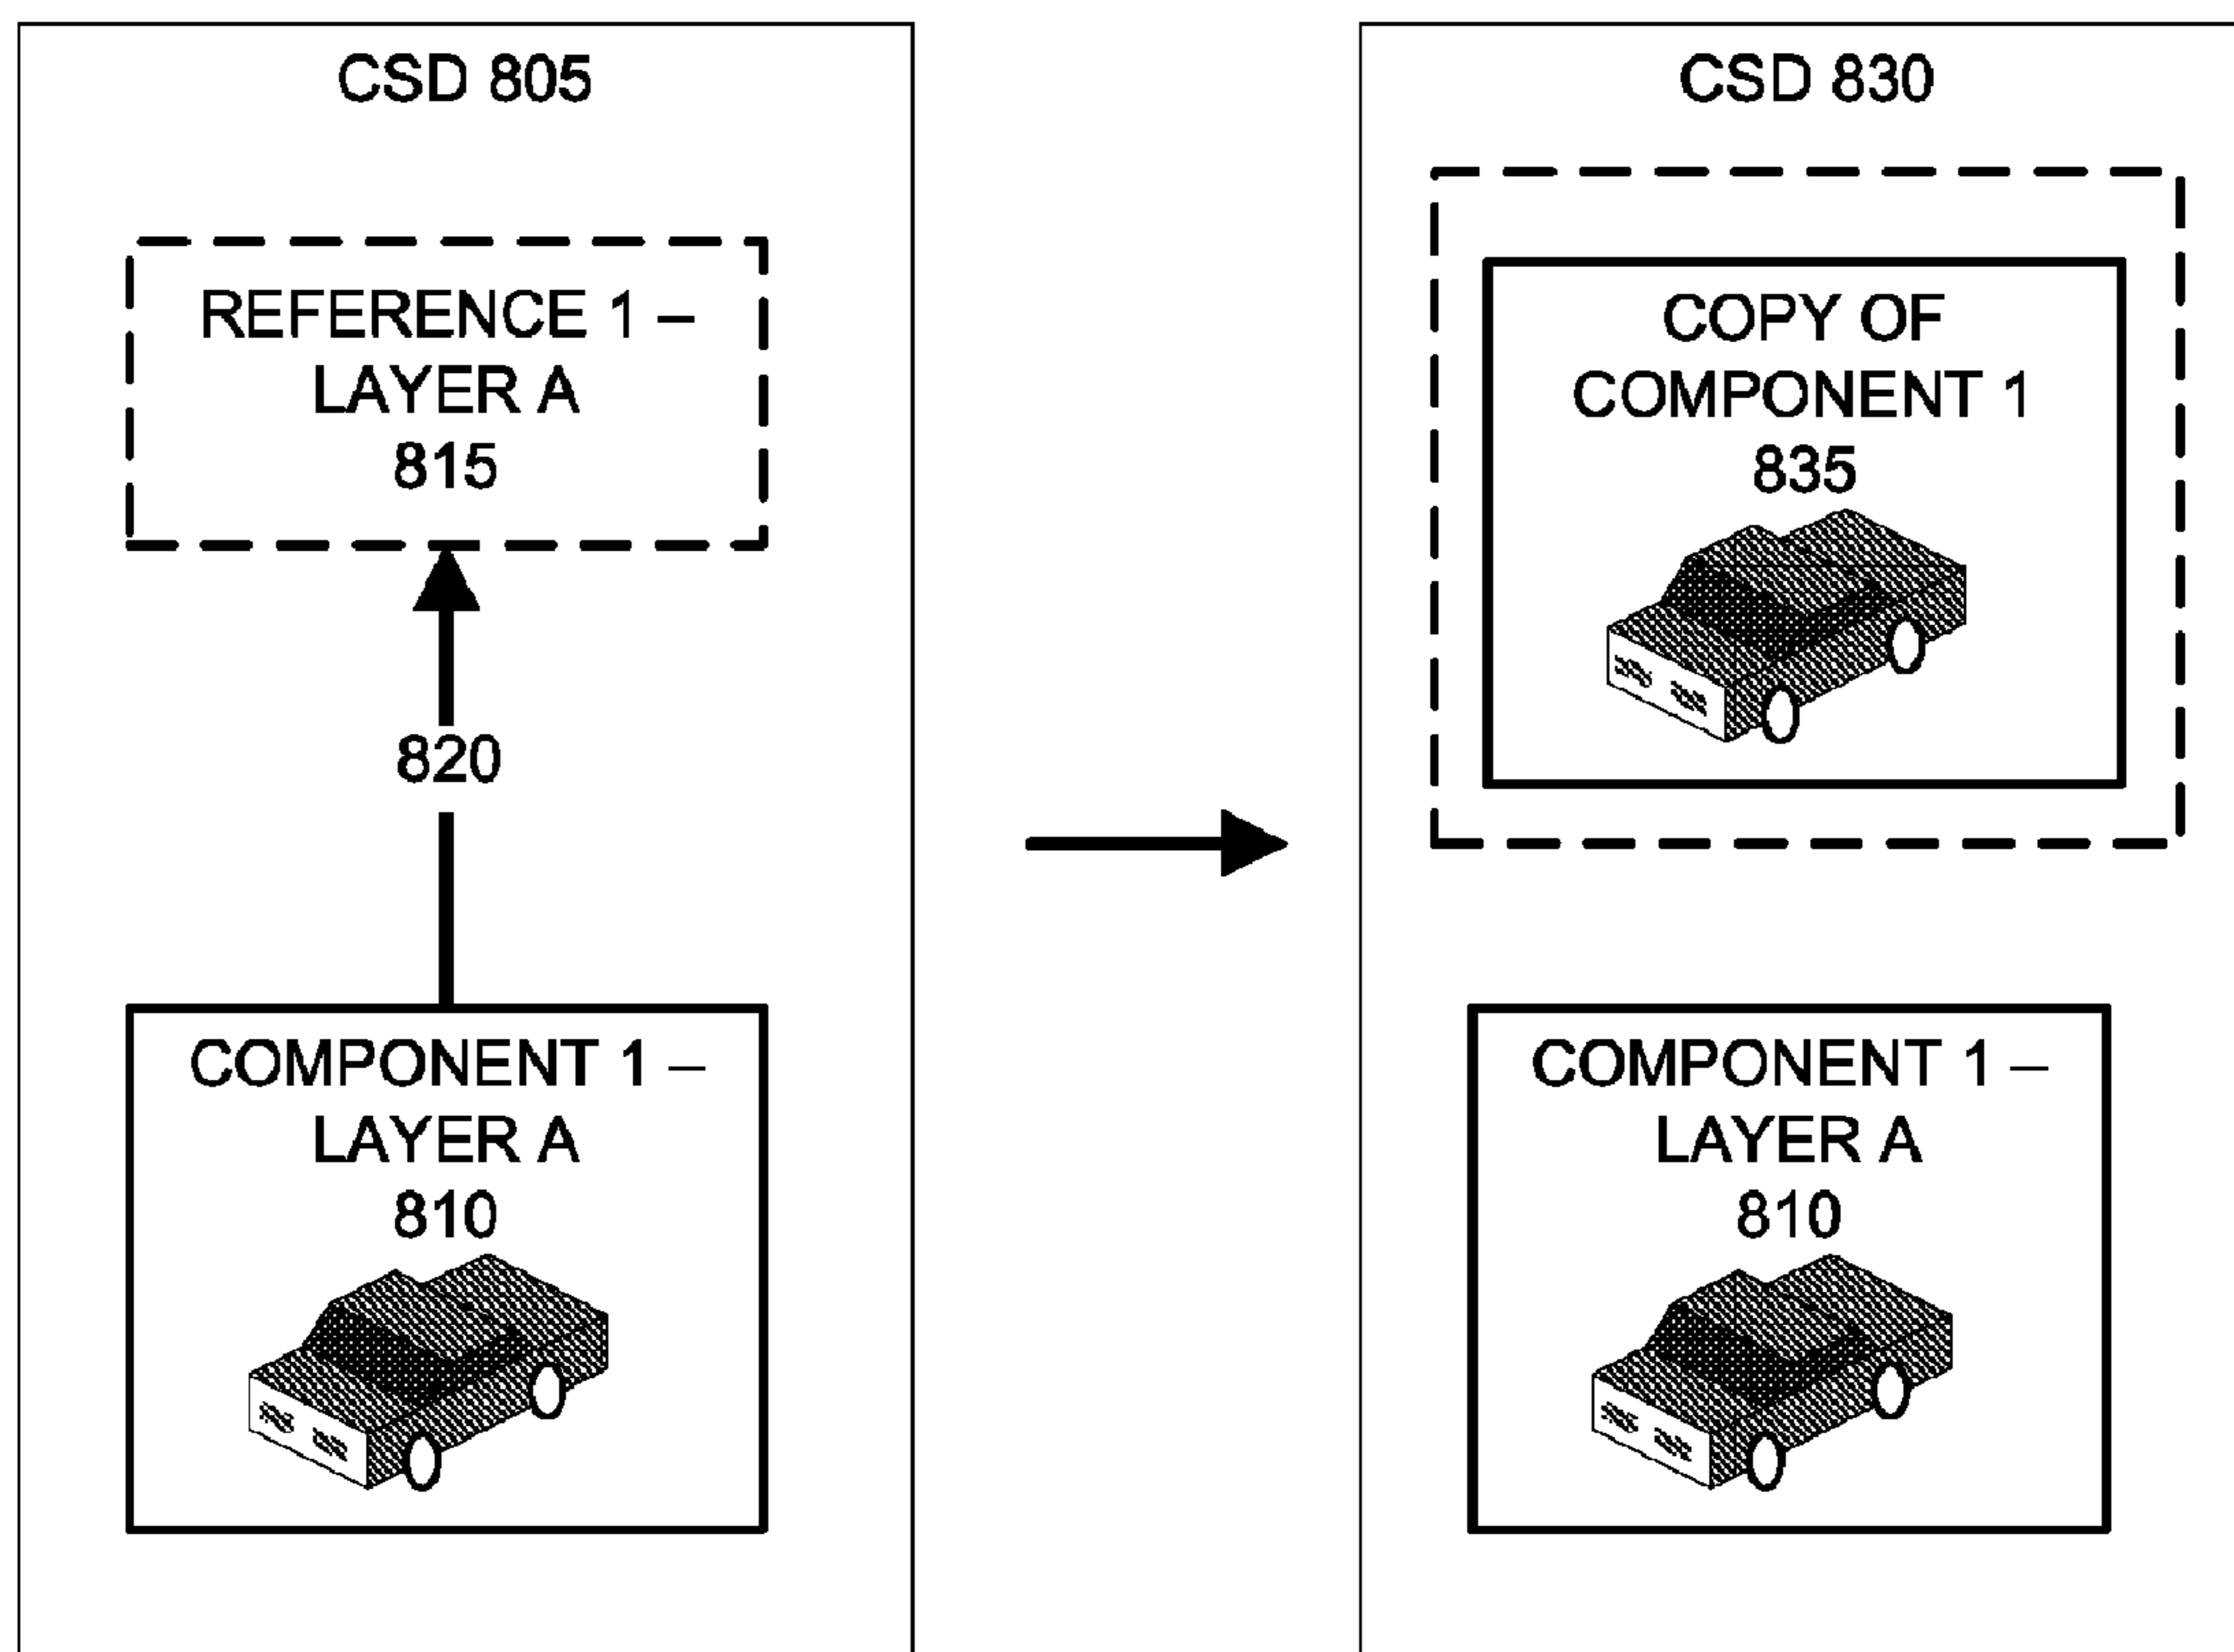 CSD 805
REFERENCE 1 –
LAYER A
815
820
COMPONENT 1 –
LAYER A
810
CSD 830
COPY OF
COMPONENT 1
835
COMPONENT 1 –
LAYER A
810